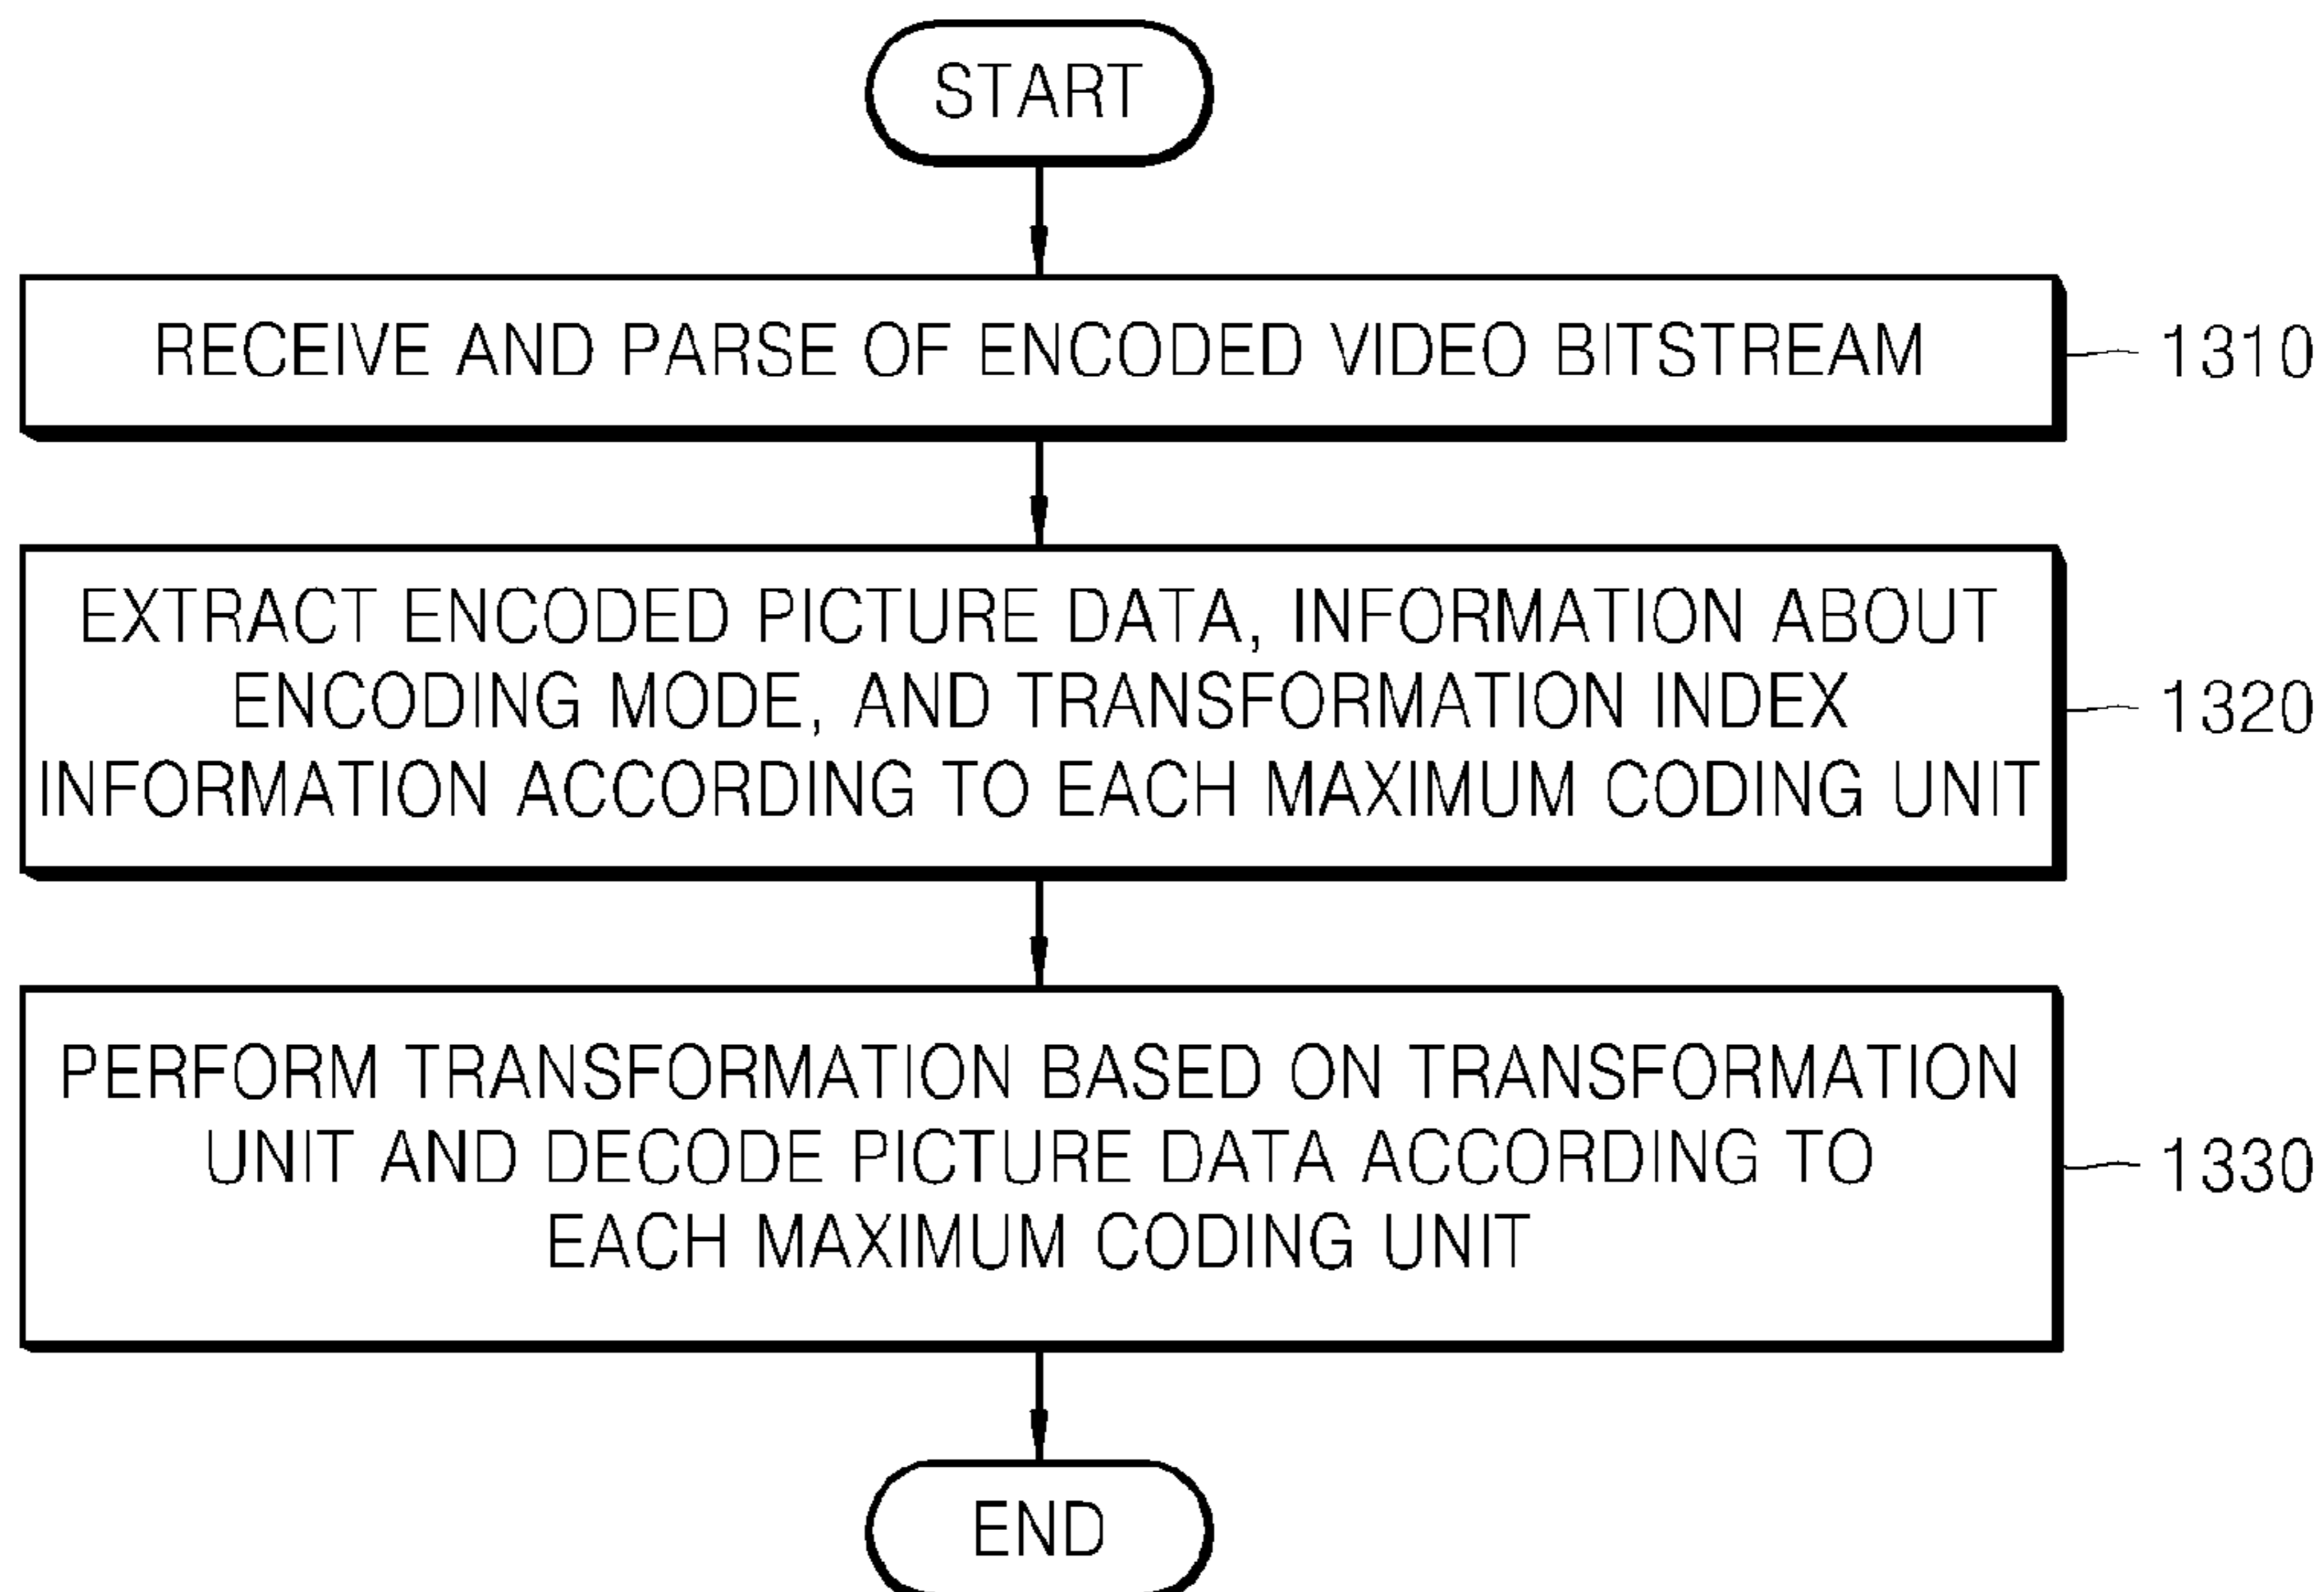 START
RECEIVE AND PARSE OF ENCODED VIDEO BITSTREAM
1310
EXTRACT ENCODED PICTURE DATA, INFORMATION ABOUT
ENCODING MODE, AND TRANSFORMATION INDEX
INFORMATION ACCORDING TO EACH MAXIMUM CODING UNIT
1320
PERFORM TRANSFORMATION BASED ON TRANSFORMATION
UNIT AND DECODE PICTURE DATA ACCORDING TO
EACH MAXIMUM CODING UNIT
1330
END